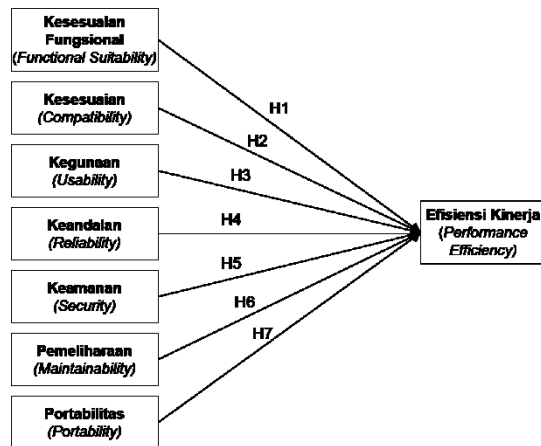 Kesesuaian
Fungsional
(Functional Suitability)
H1
Kesesuaian
(Compatibility)
H2
Kegunaan
(Usability)
H3
Keandalan
(Reliability)
H4
Efisiensi Kinerja
(Performance
Efficiency)
Keamanan
(Security)
H5
Pemeliharaan
(Maintainability)
H6
Portabilitas
(Portability)
H7